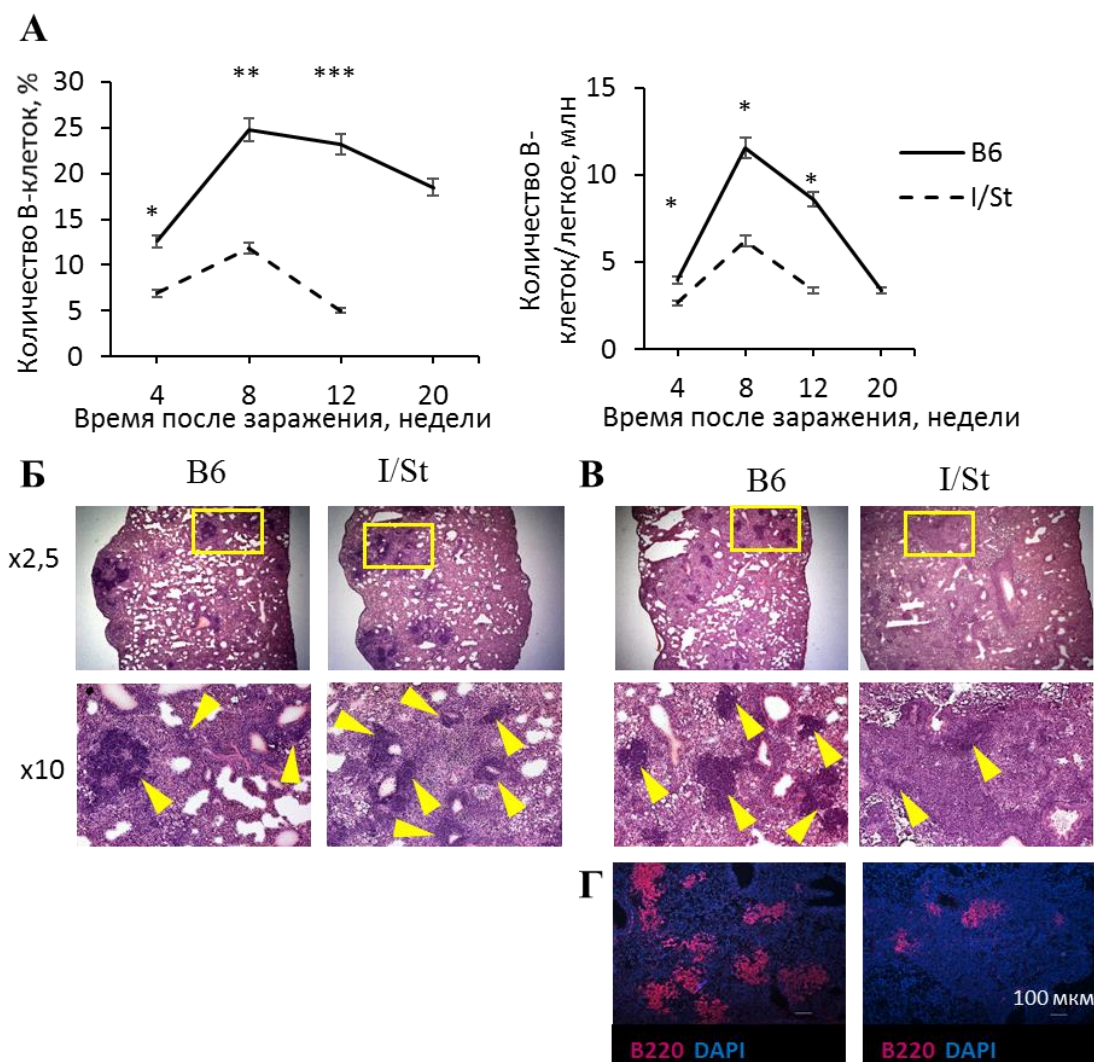 А
Количество В-клеток, %
30
25
20
15
10
5
0
*
**
***
4 8 12 20
Время после заражения, недели
Количество В-
клеток/легкое, млн
15
10
5
0
*
*
*
4 8 12 20
Время после заражения, недели
B6
I/St
Б
B6 I/St
В
B6 I/St
x2,5
x10
Г
100 мкм
B220 DAPI
B220 DAPI